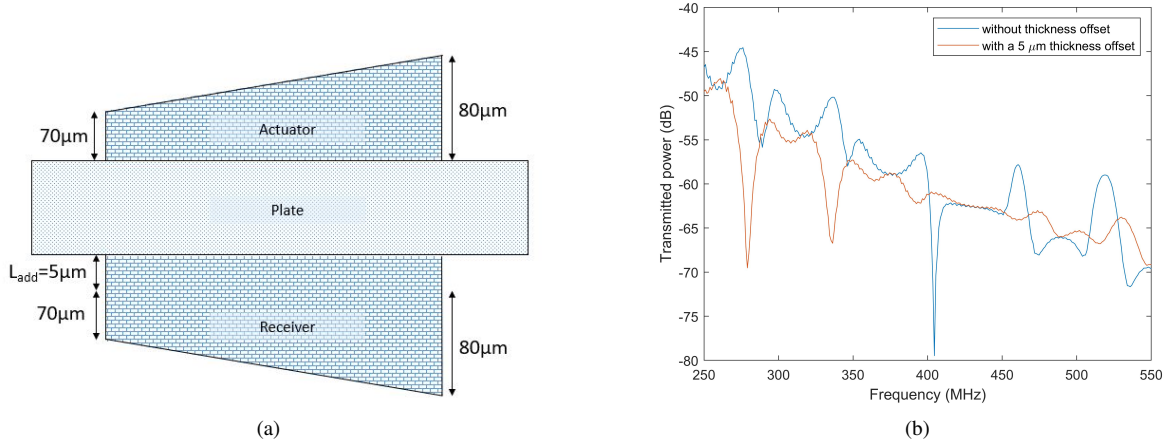 70μm
Actuator
80μm
Plate
L_add=5μm
70μm
Receiver
80μm
(a)
-40
-45
-50
-55
-60
-65
-70
-75
-80
Transmitted power (dB)
without thickness offset
with a 5 μm thickness offset
250 300 350 400 450 500 550
Frequency (MHz)
(b)